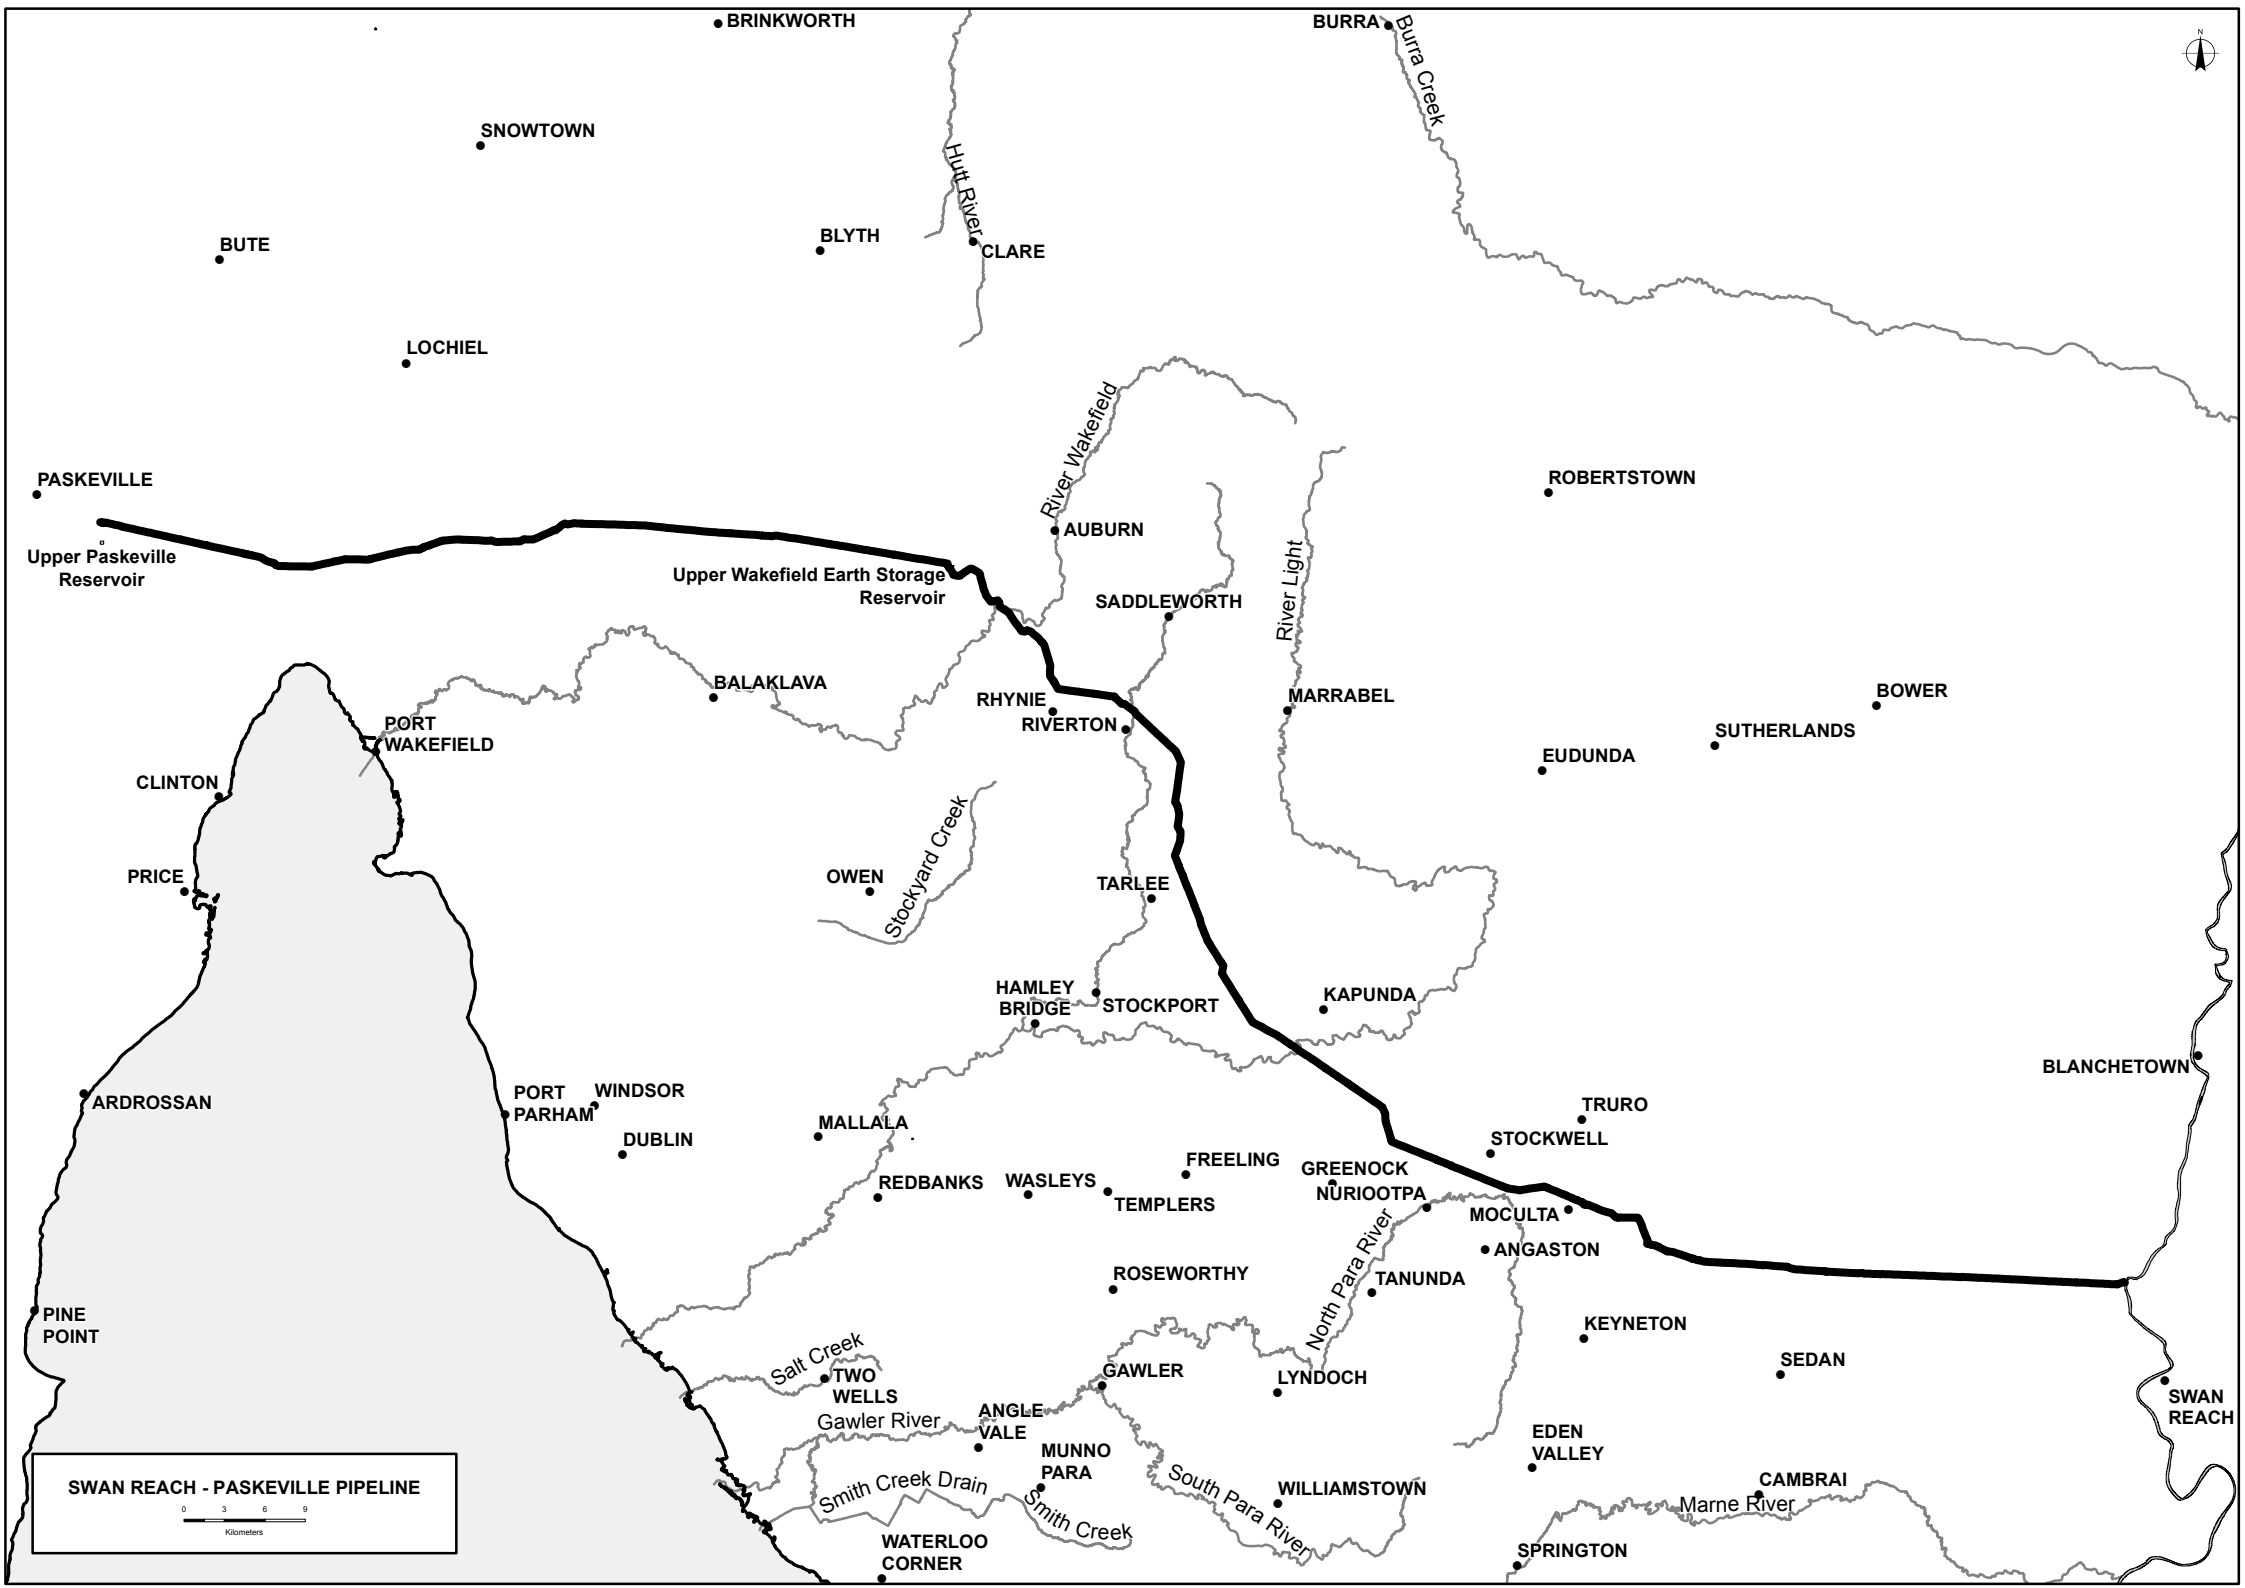 BRINKWORTH
BURRA
Burra Creek
N
SNOWTOWN
Hutt River
BUTE
BLYTH
CLARE
LOCHIEL
River Wakefield
PASKEVILLE
ROBERTSTOWN
AUBURN
Upper Paskeville
Reservoir
Upper Wakefield Earth Storage
Reservoir
SADDLEWORTH
River Light
BALAKLAVA
RHYNIE
RIVERTON
MARRABEL
BOWER
PORT
WAKEFIELD
SUTHERLANDS
EUDUNDA
CLINTON
PRICE
OWEN
Stockyard Creek
TARLEE
HAMLEY
BRIDGE
STOCKPORT
KAPUNDA
BLANCHETOWN
ARDROSSAN
PORT
PARHAM
WINDSOR
DUBLIN
MALLALA
TRURO
STOCKWELL
REDBANKS
WASLEYS
TEMPLERS
FREELING
GREENOCK
NURIOOTPA
MOCULTA
ANGASTON
North Para River
ROSEWORTHY
TANUNDA
PINE
POINT
KEYNETON
SEDAN
Salt Creek
TWO
WELLS
GAWLER
LYNDOCH
SWAN
REACH
Gawler River
ANGLE
VALE
EDEN
VALLEY
MUNNO
PARA
South Para River
WILLIAMSTOWN
CAMBRAI
Marne River
Smith Creek Drain
Smith Creek
WATERLOO
CORNER
SPRINGTON
SWAN REACH - PASKEVILLE PIPELINE
0 3 6 9
Kilometers